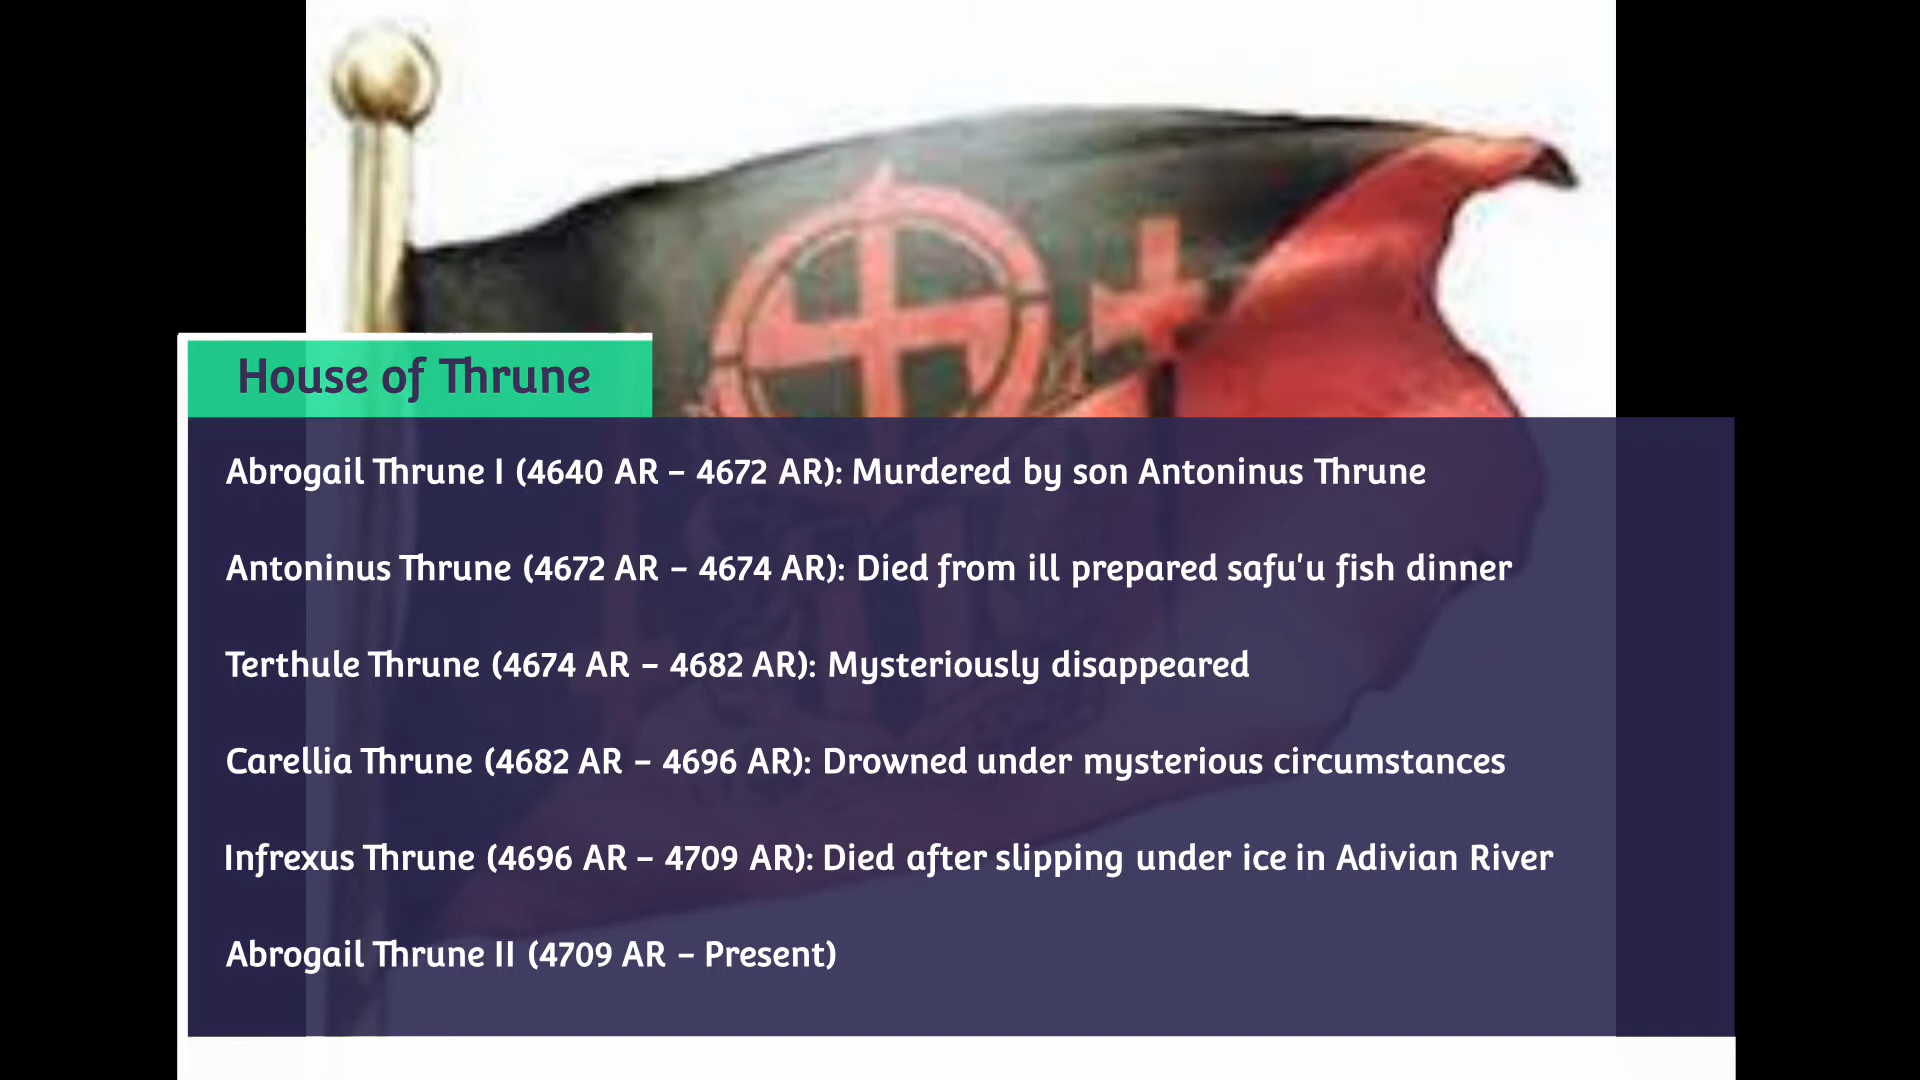 House of Thrune
Abrogail Thrune I (4640 AR – 4672 AR): Murdered by son Antoninus Thrune
Antoninus Thrune (4672 AR – 4674 AR): Died from ill prepared safu'u fish dinner
Terthule Thrune (4674 AR – 4682 AR): Mysteriously disappeared
Carellia Thrune (4682 AR – 4696 AR): Drowned under mysterious circumstances
Infrexus Thrune (4696 AR – 4709 AR): Died after slipping under ice in Adivian River
Abrogail Thrune II (4709 AR – Present)